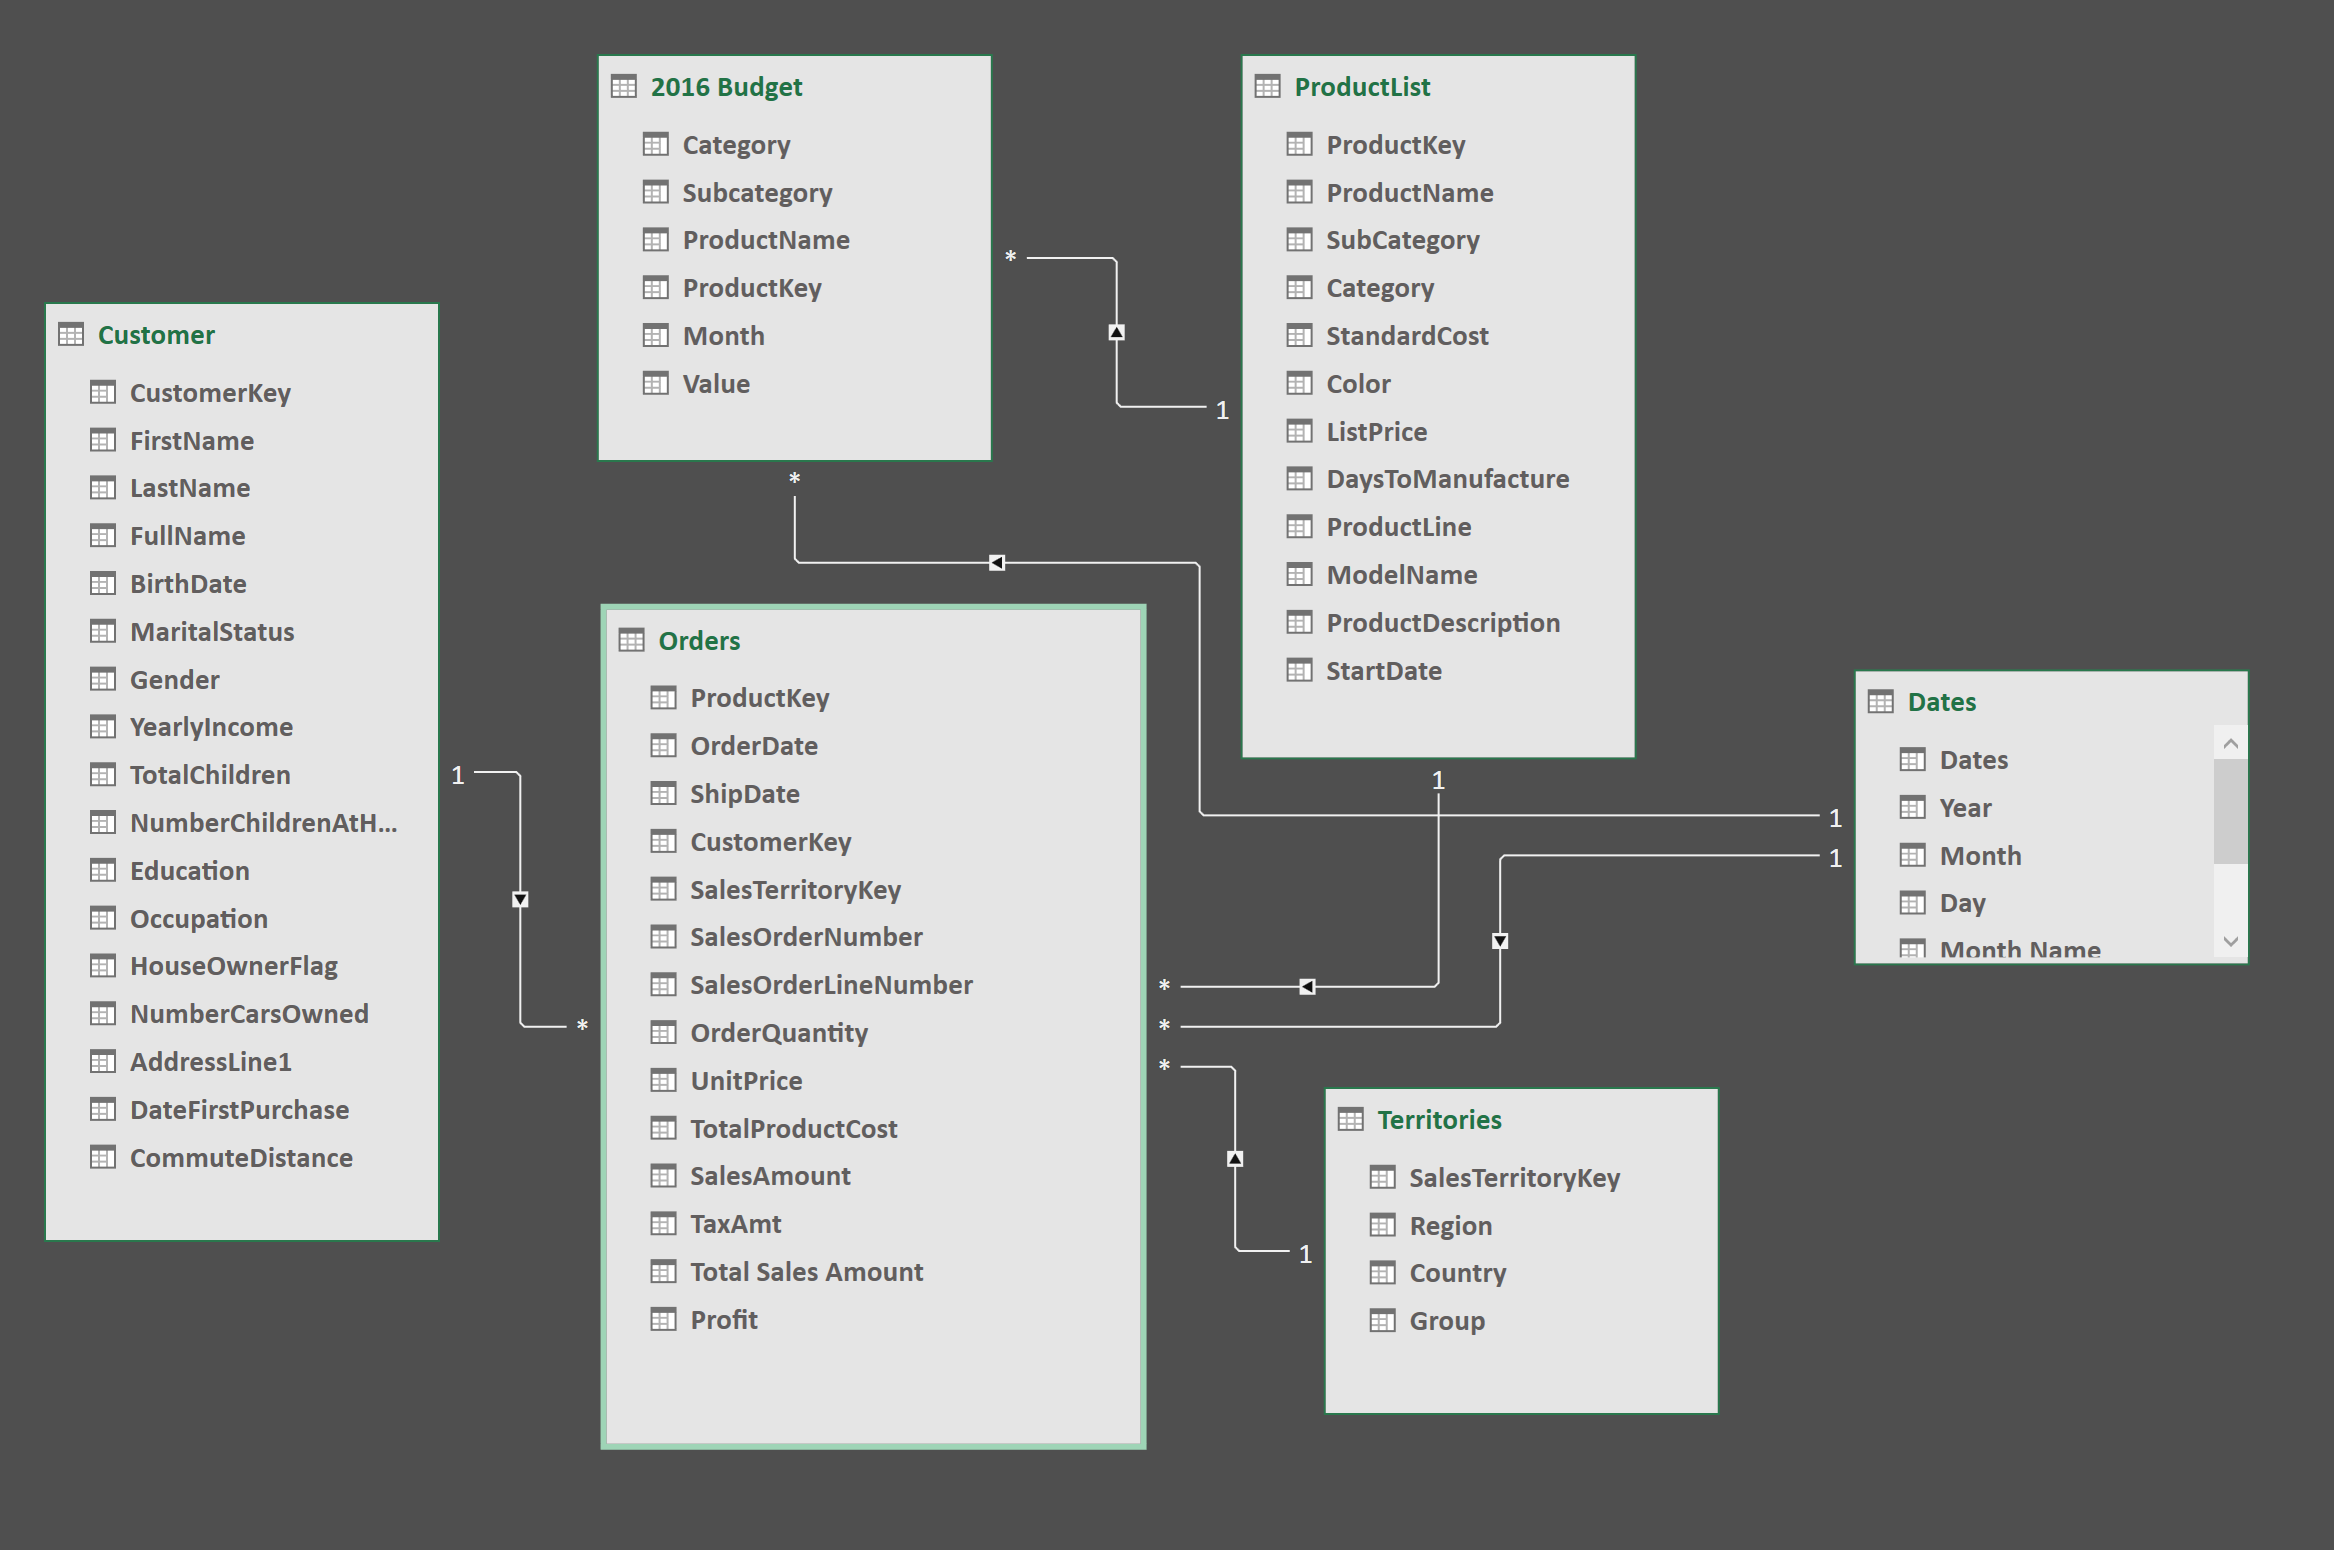 2016 Budget
Category
Subcategory
ProductName
ProductKey
Month
Value
ProductList
ProductKey
ProductName
SubCategory
Category
StandardCost
Color
ListPrice
DaysToManufacture
ProductLine
ModelName
ProductDescription
StartDate
Customer
CustomerKey
FirstName
LastName
FullName
BirthDate
MaritalStatus
Gender
YearlyIncome
TotalChildren
NumberChildrenAtH...
Education
Occupation
HouseOwnerFlag
NumberCarsOwned
AddressLine1
DateFirstPurchase
CommuteDistance
*
1
*
1
*
Orders
ProductKey
OrderDate
ShipDate
CustomerKey
SalesTerritoryKey
SalesOrderNumber
SalesOrderLineNumber
OrderQuantity
UnitPrice
TotalProductCost
SalesAmount
TaxAmt
Total Sales Amount
Profit
1
1
1
*
*
*
1
Dates
Dates
Year
Month
Day
Month Name
Territories
SalesTerritoryKey
Region
Country
Group